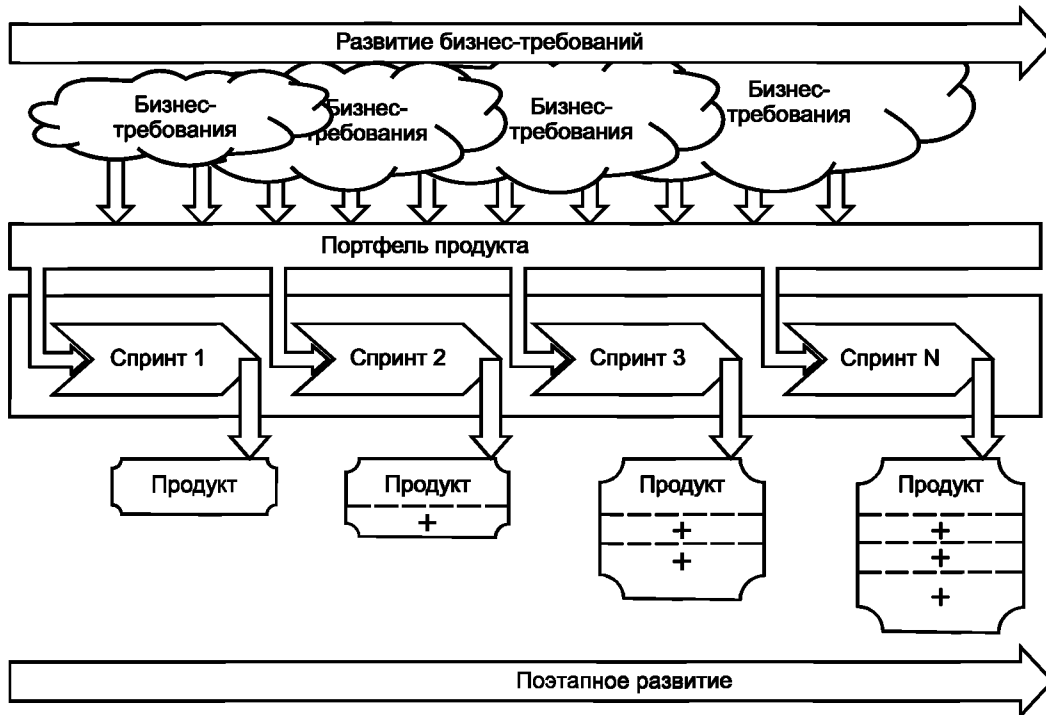 Развитие бизнес-требований
Бизнес-
требования
Бизнес-
требования
Бизнес-
требования
Бизнес-
требования
Портфель продукта
Спринт 1
Спринт 2
Спринт 3
Спринт N
Продукт
Продукт
+
Продукт
+
+
Продукт
+
+
+
Поэтапное развитие